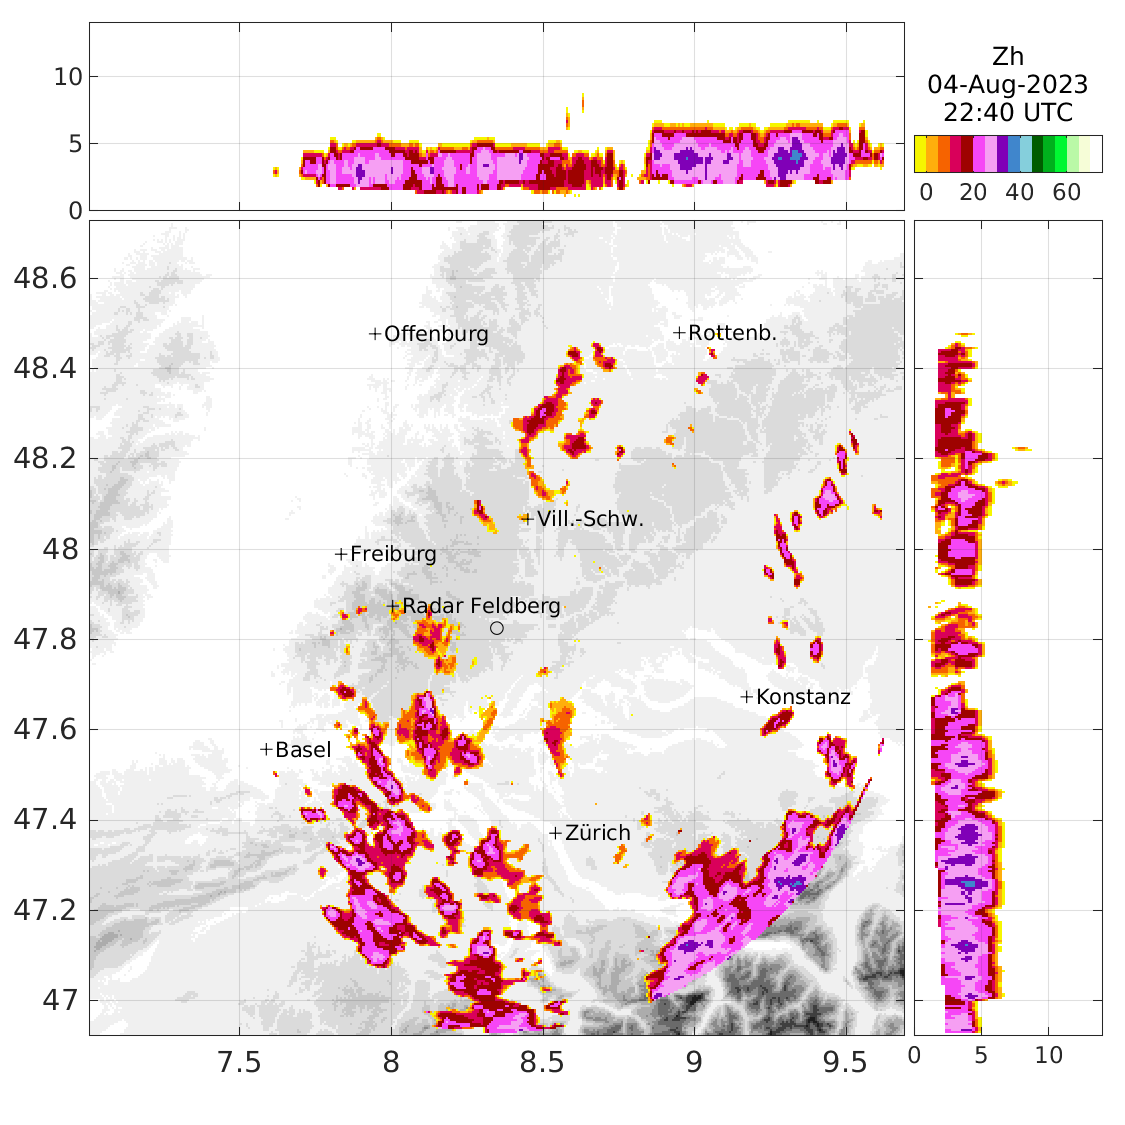 Zh
04-Aug-2023
22:40 UTC
0 20 40 60
10
5
0
48.6
48.4
48.2
48
47.8
47.6
47.4
47.2
47
+Offenburg
+Rottenb.
+Vill.-Schw.
+Freiburg
+Radar Feldberg
+Konstanz
+Basel
+Zürich
7.5 8 8.5 9 9.5
0 5 10